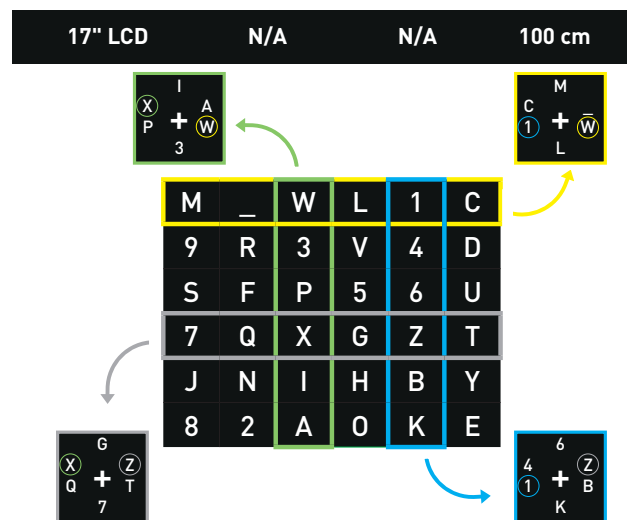 17" LCD N/A N/A 100 cm
I
X A
P + W
3
M
C _
1 + W
L
M _ W L 1 C
9 R 3 V 4 D
S F P 5 6 U
7 Q X G Z T
J N I H B Y
8 2 A O K E
G
X Z
Q + T
7
6
4 Z
1 + B
K